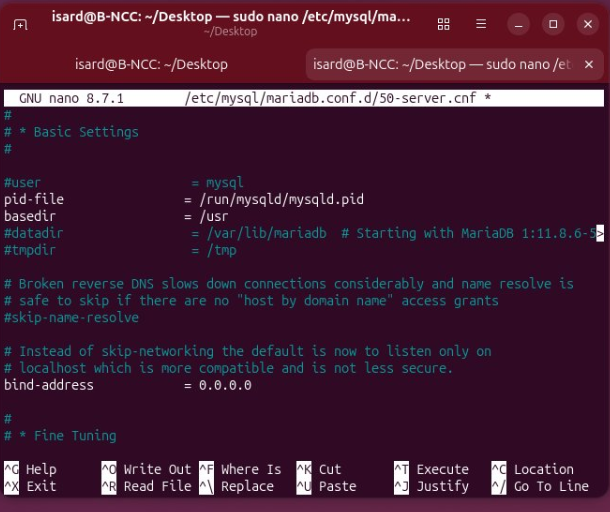 isard@B-NCC: ~/Desktop — sudo nano /etc/mysql/ma...
~/Desktop
isard@B-NCC: ~/Desktop
isard@B-NCC: ~/Desktop — sudo nano /et
GNU nano 8.7.1 /etc/mysql/mariadb.conf.d/50-server.cnf *
#
# * Basic Settings
#
#user = mysql
pid-file = /run/mysqld/mysqld.pid
basedir = /usr
#datadir = /var/lib/mariadb # Starting with MariaDB 1:11.8.6-5>
#tmpdir = /tmp
# Broken reverse DNS slows down connections considerably and name resolve is
# safe to skip if there are no "host by domain name" access grants
#skip-name-resolve
# Instead of skip-networking the default is now to listen only on
# localhost which is more compatible and is not less secure.
bind-address = 0.0.0.0
#
# * Fine Tuning
^G Help ^O Write Out ^F Where Is ^K Cut ^T Execute ^C Location
^X Exit ^R Read File ^\ Replace ^U Paste ^J Justify ^/ Go To Line